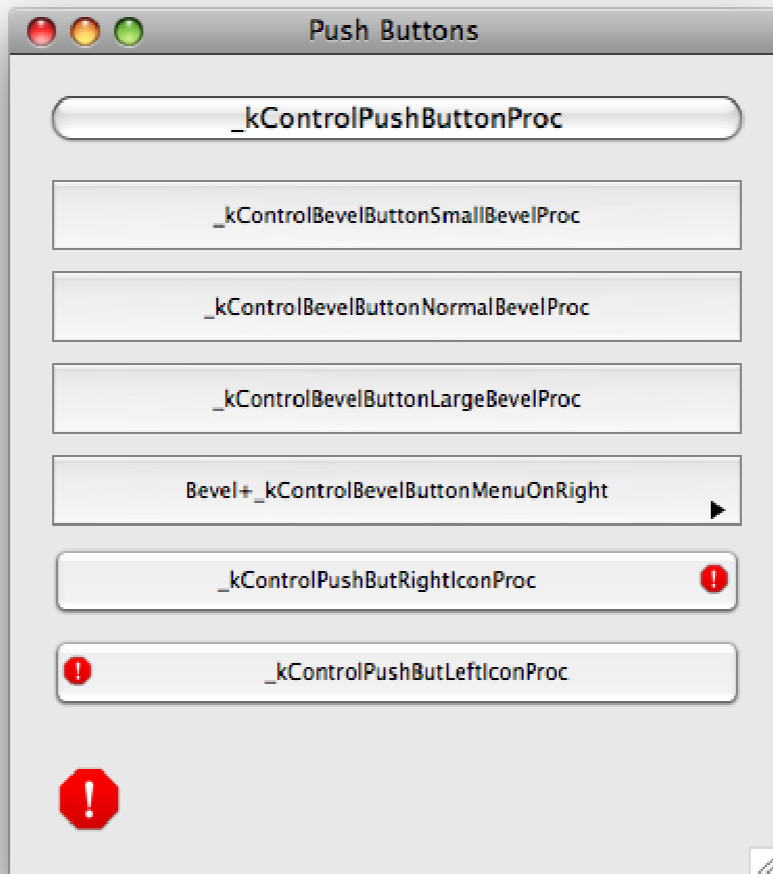 Push Buttons
_kControlPushButtonProc
_kControlBevelButtonSmallBevelProc
_kControlBevelButtonNormalBevelProc
_kControlBevelButtonLargeBevelProc
Bevel+_kControlBevelButtonMenuOnRight
_kControlPushButRightIconProc
_kControlPushButLeftIconProc